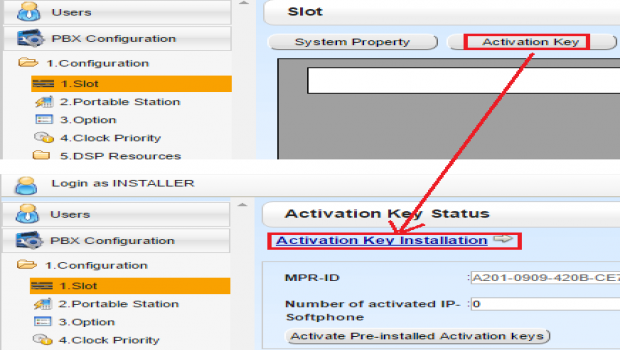 Users
Slot
PBX Configuration
System Property
Activation Key
1.Configuration
1.Slot
2.Portable Station
3.Option
4.Clock Priority
5.DSP Resources
Login as INSTALLER
Users
Activation Key Status
PBX Configuration
Activation Key Installation
1.Configuration
1.Slot
MPR-ID
:A201-0909-420B-CE7
2.Portable Station
Number of activated IP-
Softphone
:0
3.Option
4.Clock Priority
Activate Pre-installed Activation keys